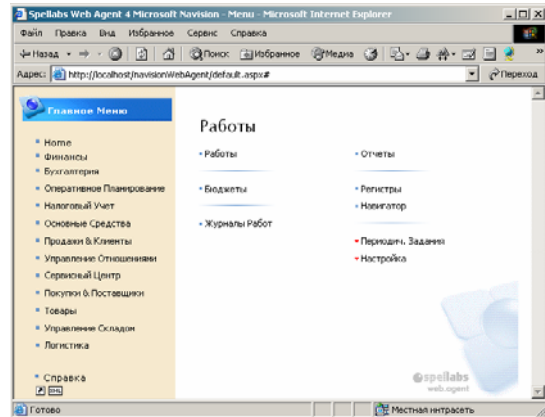 Spellabs Web Agent 4 Microsoft Navision - Menu - Microsoft Internet Explorer
Файл Правка Вид Избранное Сервис Справка
Назад Поиск Избранное Медиа
Адрес: http://localhost/navisionWebAgent/default.aspx# Переход
Главное Меню
Работы
Home
Финансы
Бухгалтерия
Оперативное Планирование
Налоговый Учет
Основные Средства
Продажи & Клиенты
Управление Отношениями
Сервисный Центр
Покупки & Поставщики
Товары
Управление Складом
Логистика
Справка
Работы
Бюджеты
Журналы Работ
Отчеты
Регистры
Навигатор
Периодич. Задания
Настройка
spellabs
web.agent
Готово Местная интрасеть